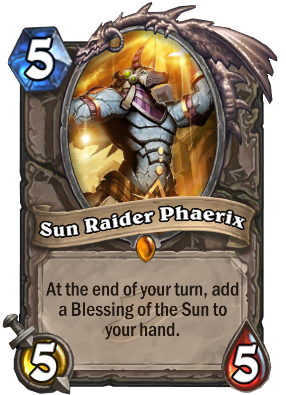 5
Sun Raider Phaerix
At the end of your turn, add
a Blessing of the Sun to
your hand.
5
5